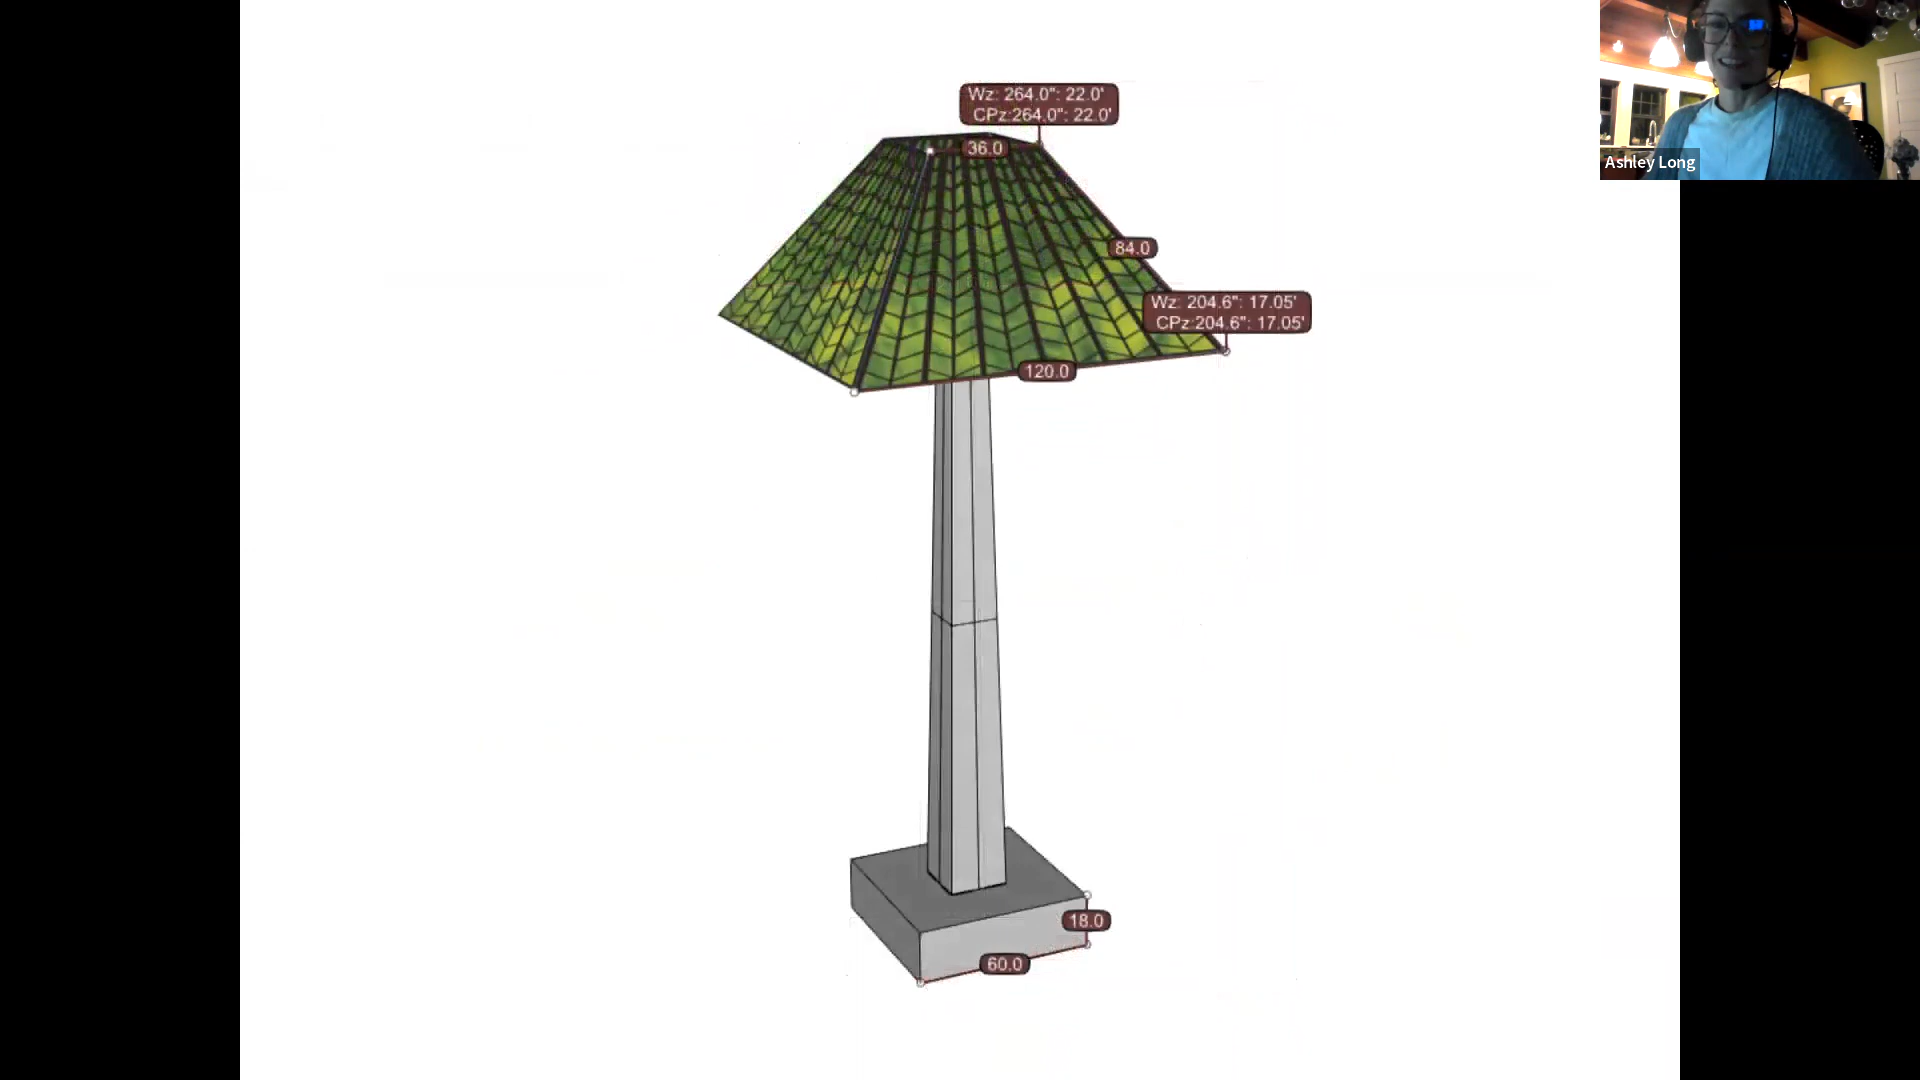 Wz: 264.0": 22.0'
CPz:264.0": 22.0'
36.0
84.0
Wz: 204.6": 17.05'
CPz:204.6": 17.05'
120.0
18.0
60.0
Ashley Long